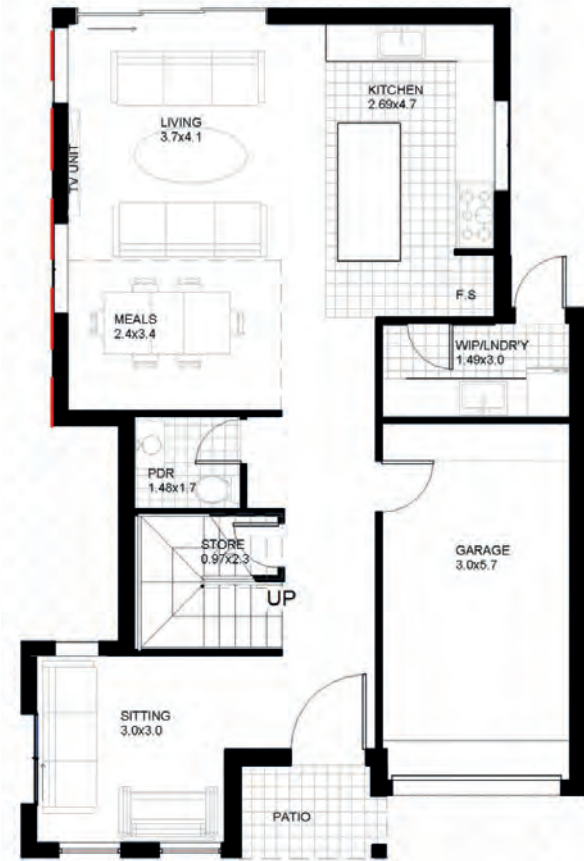 KITCHEN
2.69x4.7
LIVING
3.7x4.1
TV UNIT
F.S
MEALS
2.4x3.4
WIP/LNDR'Y
1.49x3.0
PDR
1.48x1.7
STORE
0.97x2.3
GARAGE
3.0x5.7
UP
SITTING
3.0x3.0
PATIO